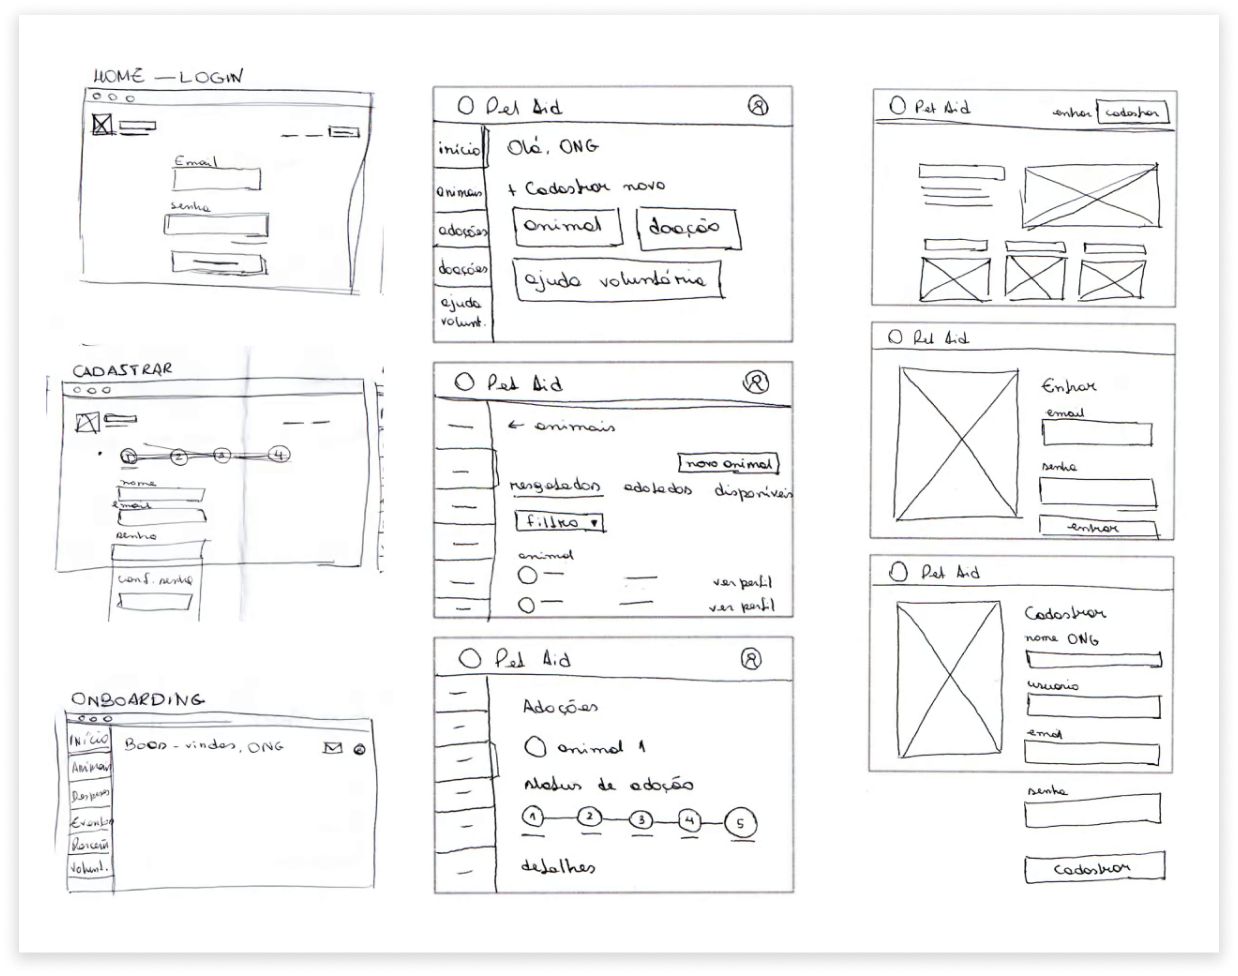 HOME — LOGIN
Email
senha
CADASTRAR
1 2 3 4
nome
email
senha
conf. senha
ONBOARDING
INÍCIO
Animais
Despesas
Eventos
Volunt.
Boas-vindas, ONG
Pet Aid
início
animais
adoções
doações
ajuda
volunt.
Olá, ONG
+ Cadastrar novo
animal doação
ajuda voluntária
Pet Aid
← animais
novo animal
resgatados adotados disponíveis
filtro ▾
animal
ver perfil
ver perfil
Pet Aid
Adoções
animal 1
status de adoção
1 2 3 4 5
detalhes
Pet Aid
entrar cadastrar
Pet Aid
Entrar
email
senha
entrar
Pet Aid
Cadastrar
nome ONG
usuario
email
senha
cadastrar